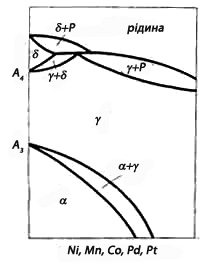 δ+P
рідина
δ
A₄
γ+δ
γ+P
γ
A₃
α+γ
α
Ni, Mn, Co, Pd, Pt